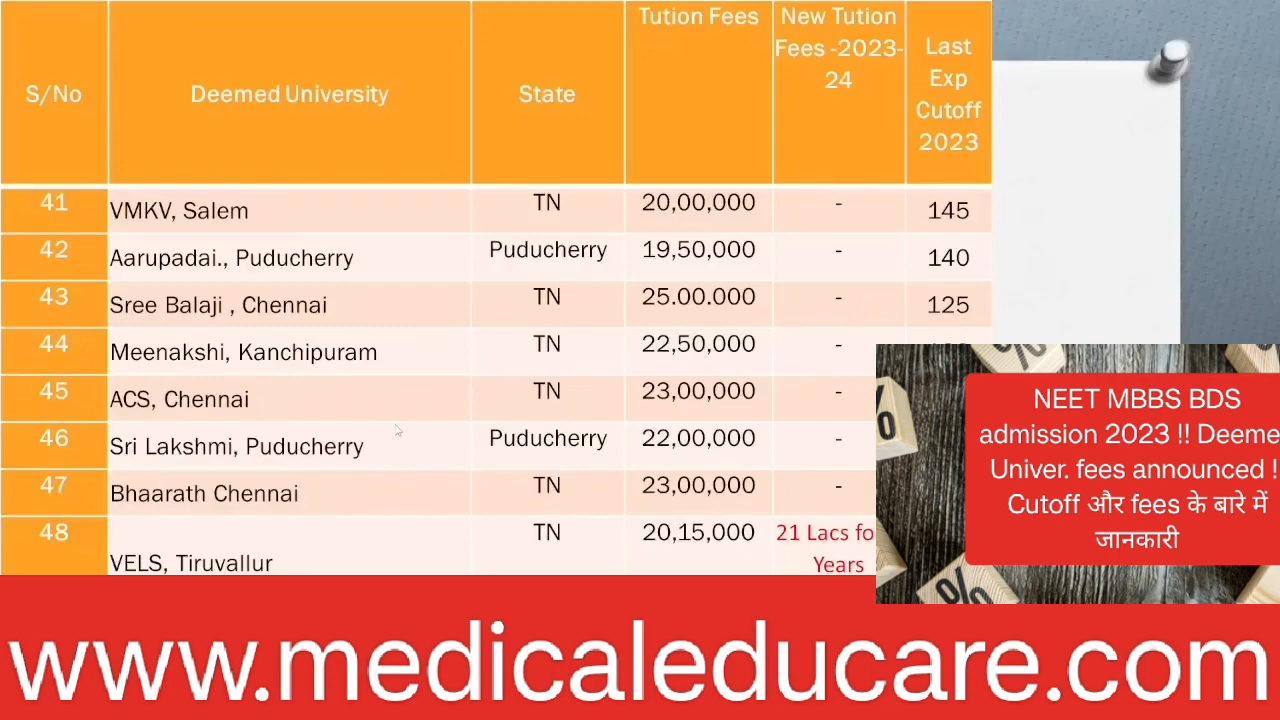 S/No Deemed University State Tution Fees New Tution Fees -2023-24 Last Exp Cutoff 2023
41 VMKV, Salem TN 20,00,000 - 145
42 Aarupadai., Puducherry Puducherry 19,50,000 - 140
43 Sree Balaji , Chennai TN 25.00.000 - 125
44 Meenakshi, Kanchipuram TN 22,50,000 -
45 ACS, Chennai TN 23,00,000 -
46 Sri Lakshmi, Puducherry Puducherry 22,00,000 -
47 Bhaarath Chennai TN 23,00,000 -
48 VELS, Tiruvallur TN 20,15,000 21 Lacs Years
NEET MBBS BDS
admission 2023 !!
Univer. fees announced !
Cutoff और fees के बारे में
जानकारी
%
%
%
www.medicaleducare.com